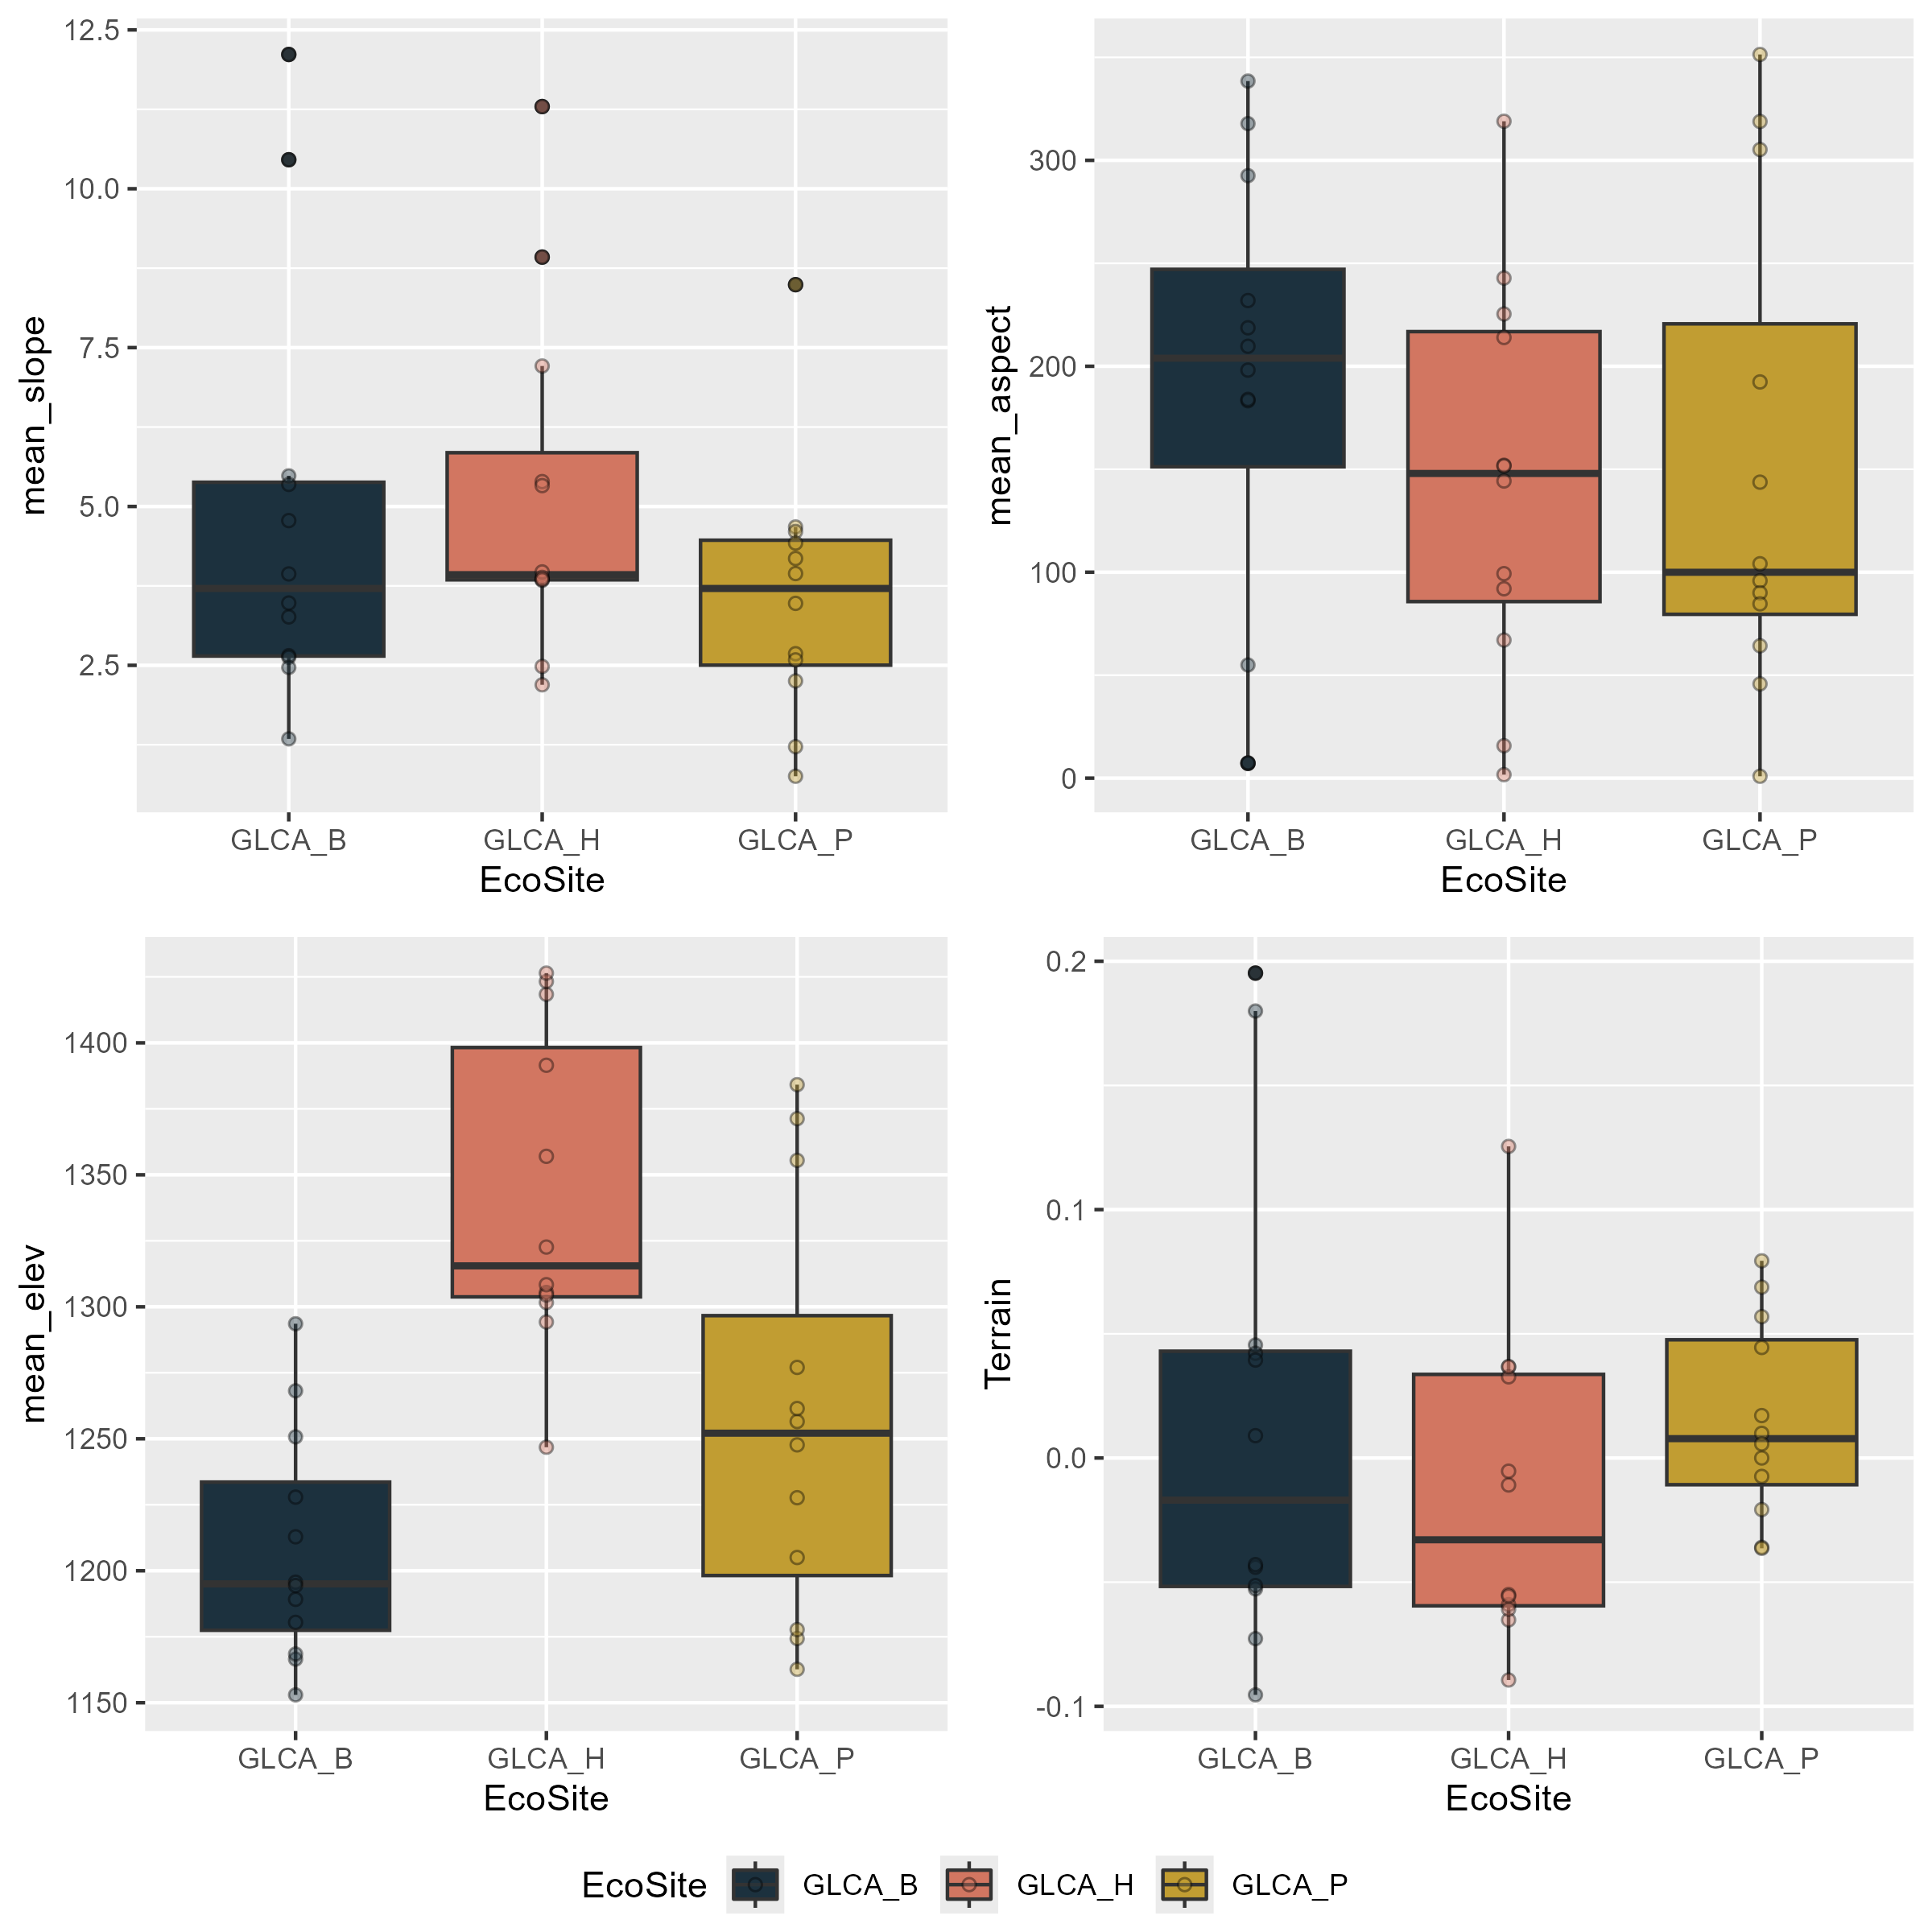 mean_slope
12.5
10.0
7.5
5.0
2.5
GLCA_B GLCA_H GLCA_P
EcoSite
mean_aspect
300
200
100
0
GLCA_B GLCA_H GLCA_P
EcoSite
mean_elev
1400
1350
1300
1250
1200
1150
GLCA_B GLCA_H GLCA_P
EcoSite
Terrain
0.2
0.1
0.0
-0.1
GLCA_B GLCA_H GLCA_P
EcoSite
EcoSite GLCA_B GLCA_H GLCA_P